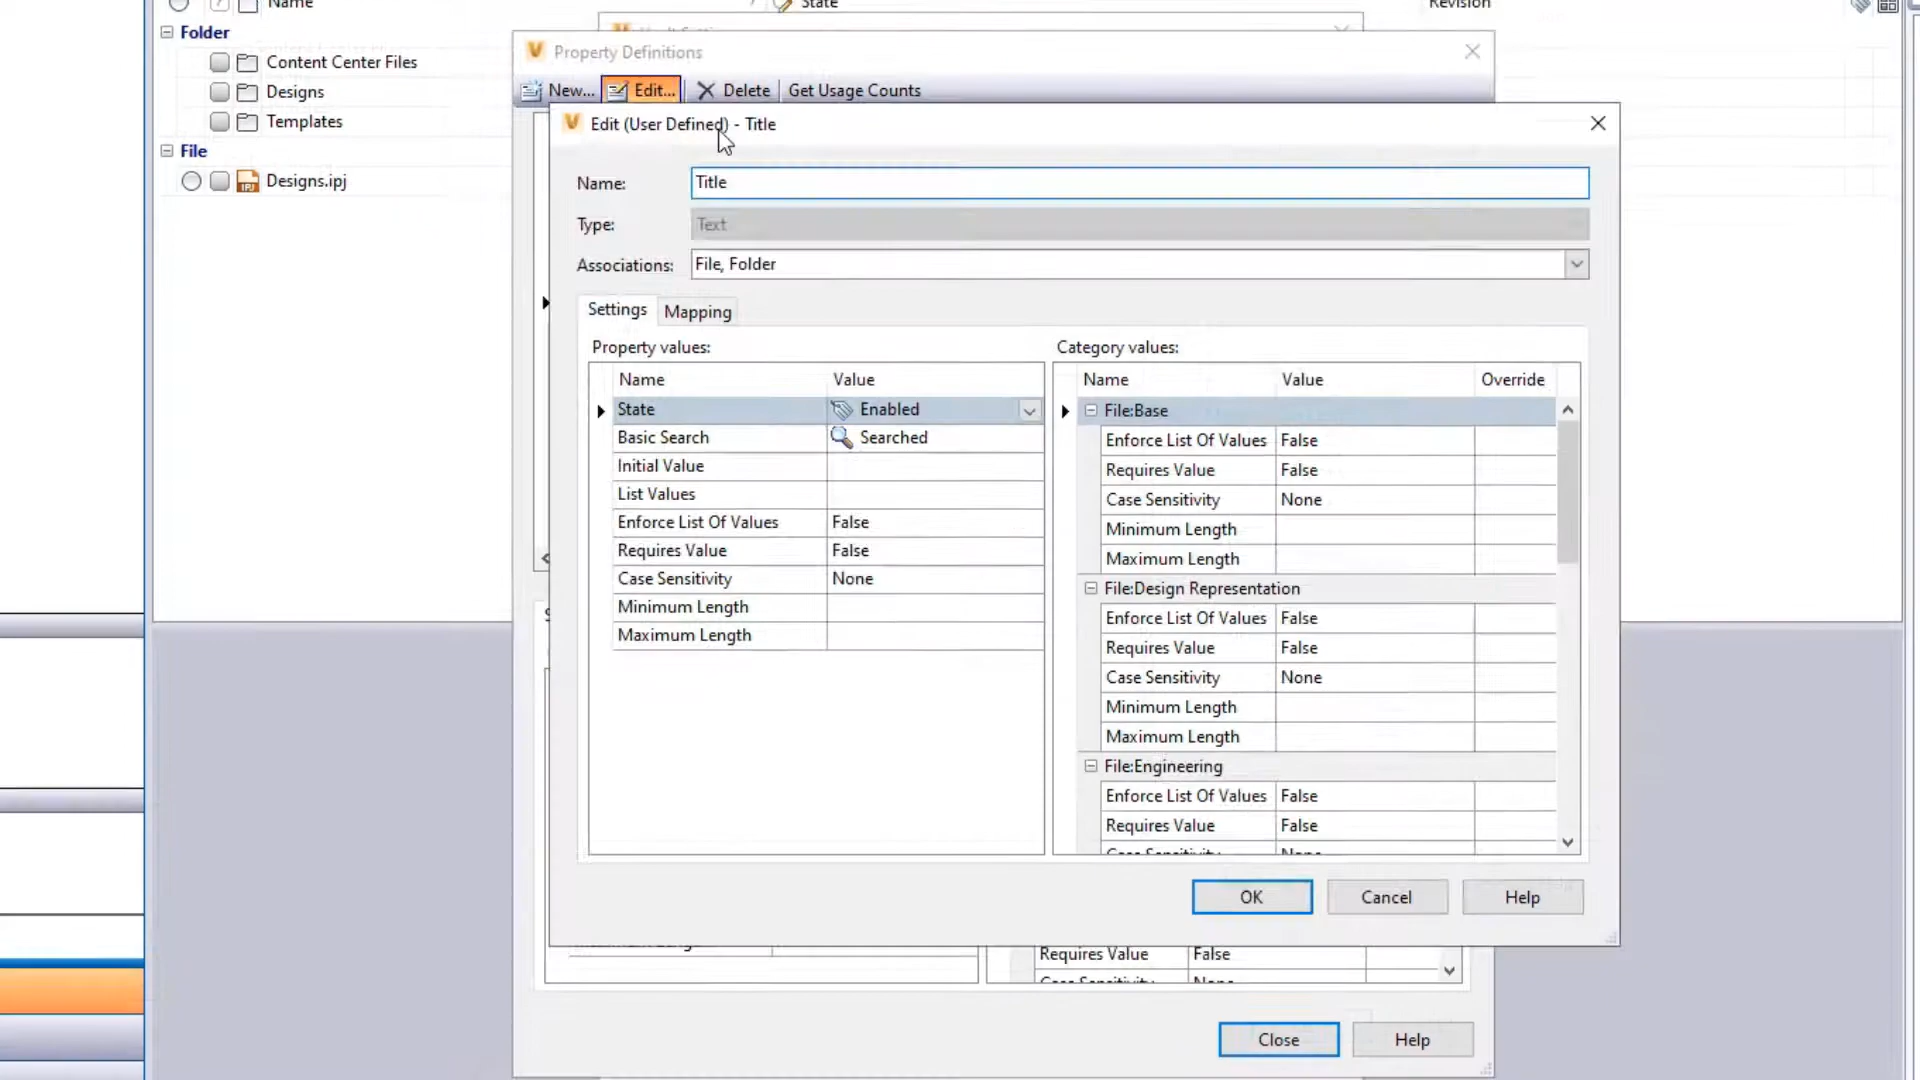 Name
State
Revision
Folder
Content Center Files
Designs
Templates
File
Designs.ipj
Property Definitions
New...
Edit...
Delete
Get Usage Counts
Edit (User Defined) - Title
Name:
Title
Type:
Text
Associations:
File, Folder
Settings
Mapping
Property values:
Name Value
State Enabled
Basic Search Searched
Initial Value
List Values
Enforce List Of Values False
Requires Value False
Case Sensitivity None
Minimum Length
Maximum Length
Category values:
Name Value Override
File:Base
Enforce List Of Values False
Requires Value False
Case Sensitivity None
Minimum Length
Maximum Length
File:Design Representation
Enforce List Of Values False
Requires Value False
Case Sensitivity None
Minimum Length
Maximum Length
File:Engineering
Enforce List Of Values False
Requires Value False
Case Sensitivity None
OK
Cancel
Help
Requires Value False
Case Sensitivity None
Close
Help